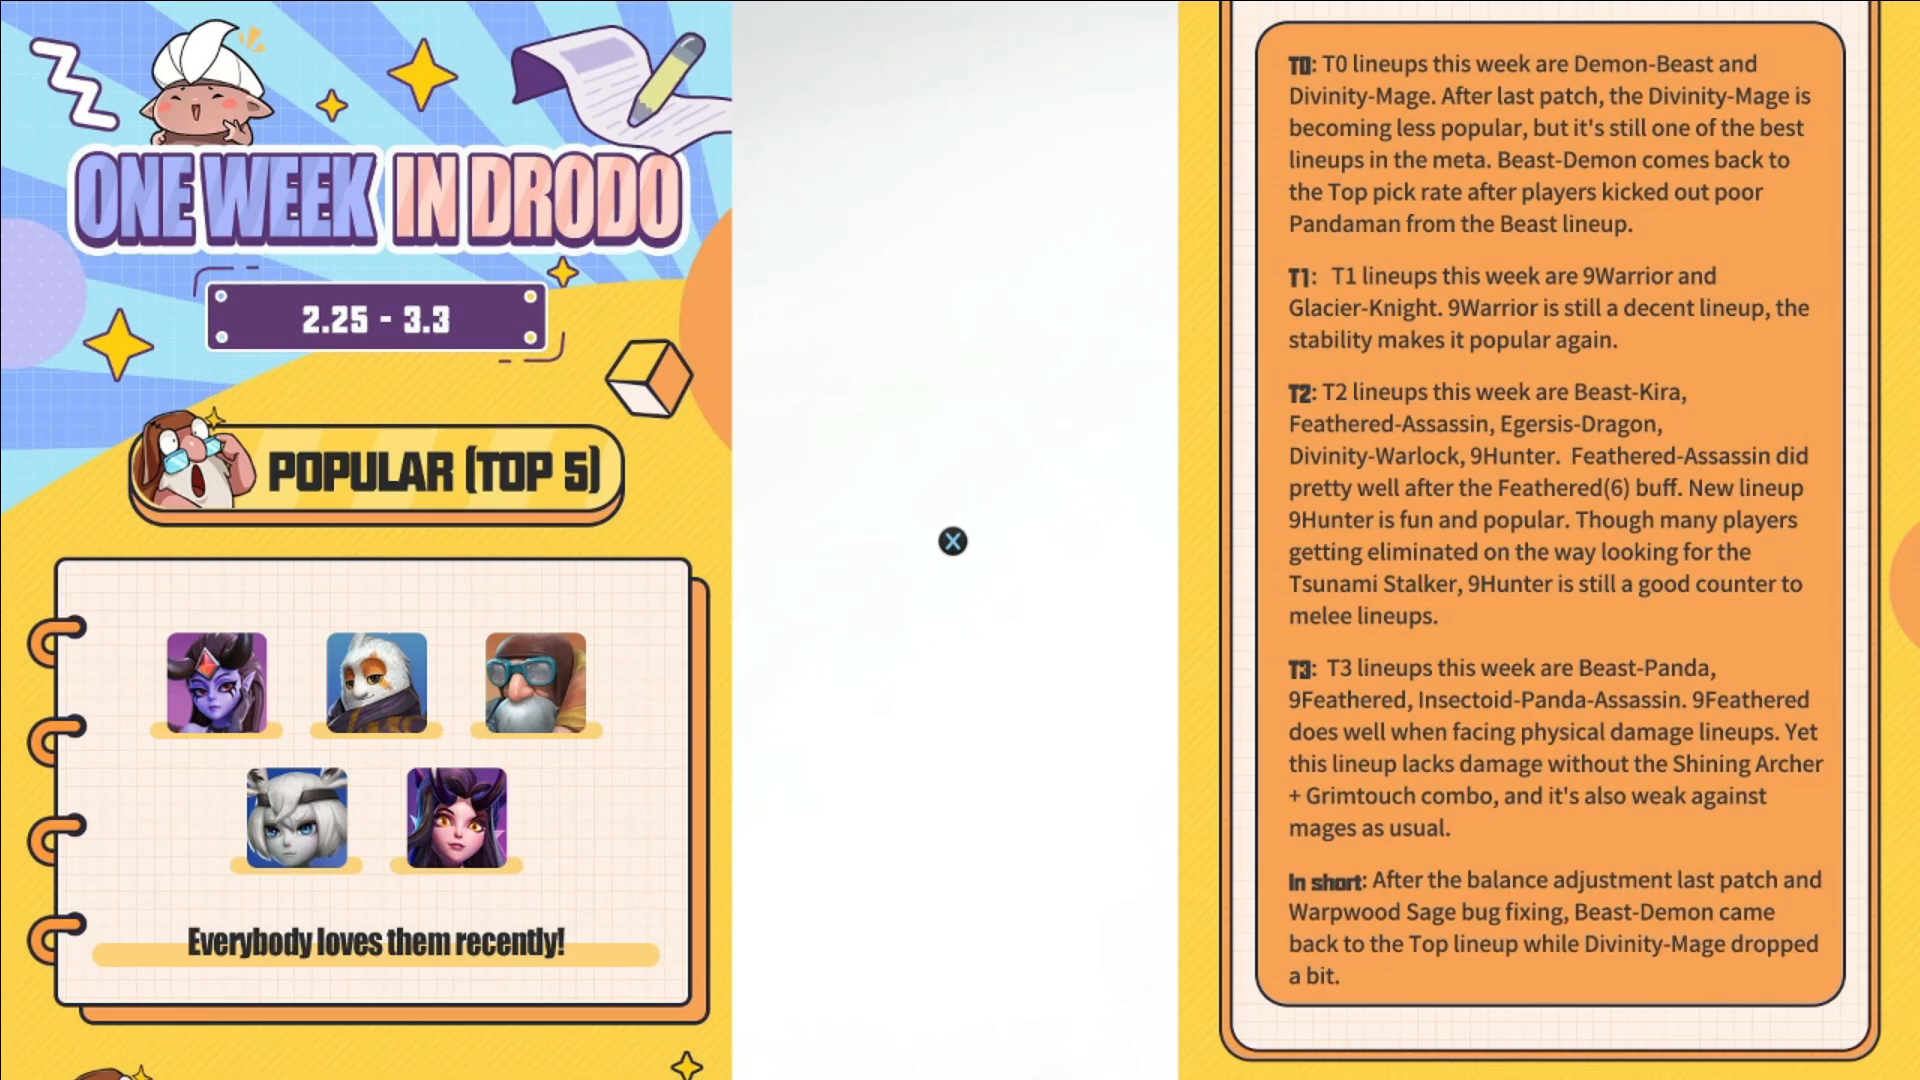 ONE WEEK IN DRODO
2.25 - 3.3
POPULAR (TOP 5)
Everybody loves them recently!
T0: T0 lineups this week are Demon-Beast and
Divinity-Mage. After last patch, the Divinity-Mage is
becoming less popular, but it's still one of the best
lineups in the meta. Beast-Demon comes back to
the Top pick rate after players kicked out poor
Pandaman from the Beast lineup.
T1: T1 lineups this week are 9Warrior and
Glacier-Knight. 9Warrior is still a decent lineup, the
stability makes it popular again.
T2: T2 lineups this week are Beast-Kira,
Feathered-Assassin, Egersis-Dragon,
Divinity-Warlock, 9Hunter. Feathered-Assassin did
pretty well after the Feathered(6) buff. New lineup
9Hunter is fun and popular. Though many players
getting eliminated on the way looking for the
Tsunami Stalker, 9Hunter is still a good counter to
melee lineups.
T3: T3 lineups this week are Beast-Panda,
9Feathered, Insectoid-Panda-Assassin. 9Feathered
does well when facing physical damage lineups. Yet
this lineup lacks damage without the Shining Archer
+ Grimtouch combo, and it's also weak against
mages as usual.
In short: After the balance adjustment last patch and
Warpwood Sage bug fixing, Beast-Demon came
back to the Top lineup while Divinity-Mage dropped
a bit.